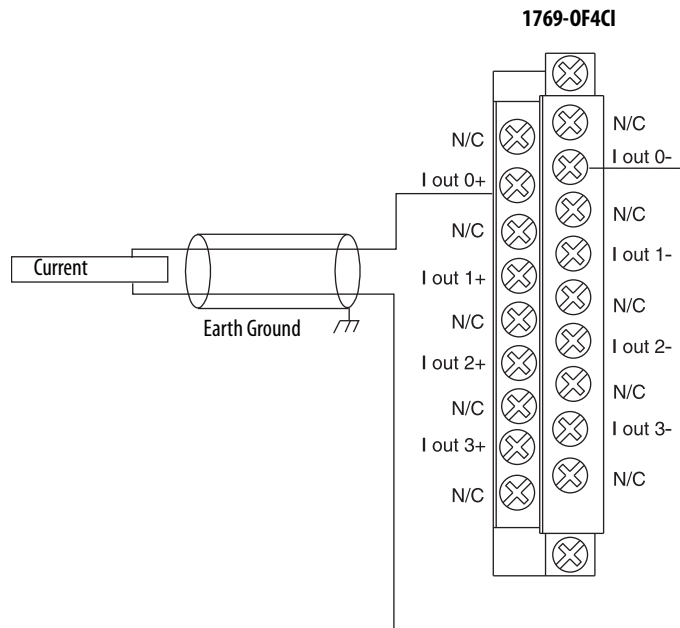 1769-OF4CI
N/C
I out 0+
N/C
I out 1+
N/C
I out 2+
N/C
I out 3+
N/C
N/C
I out 0-
N/C
I out 1-
N/C
I out 2-
N/C
I out 3-
N/C
Current
Earth Ground